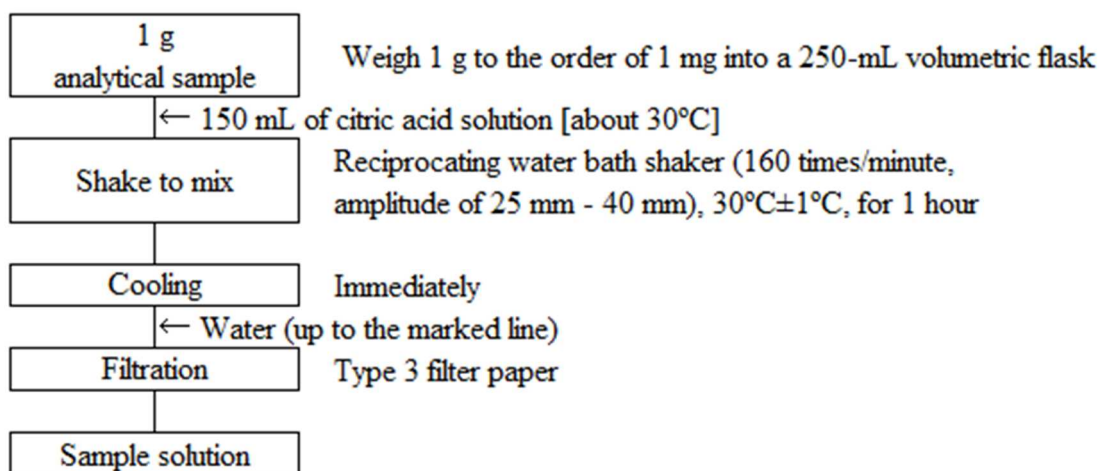 1 g
analytical sample
Weigh 1 g to the order of 1 mg into a 250-mL volumetric flask
← 150 mL of citric acid solution [about 30ºC]
Shake to mix
Reciprocating water bath shaker (160 times/minute,
amplitude of 25 mm - 40 mm), 30ºC±1ºC, for 1 hour
Cooling
Immediately
← Water (up to the marked line)
Filtration
Type 3 filter paper
Sample solution